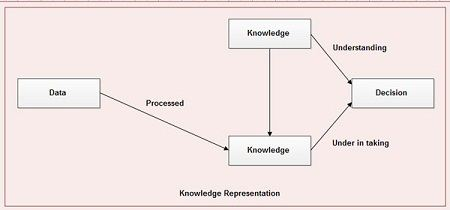 Knowledge
Understanding
Data
Decision
Processed
Knowledge
Under in taking
Knowledge Representation